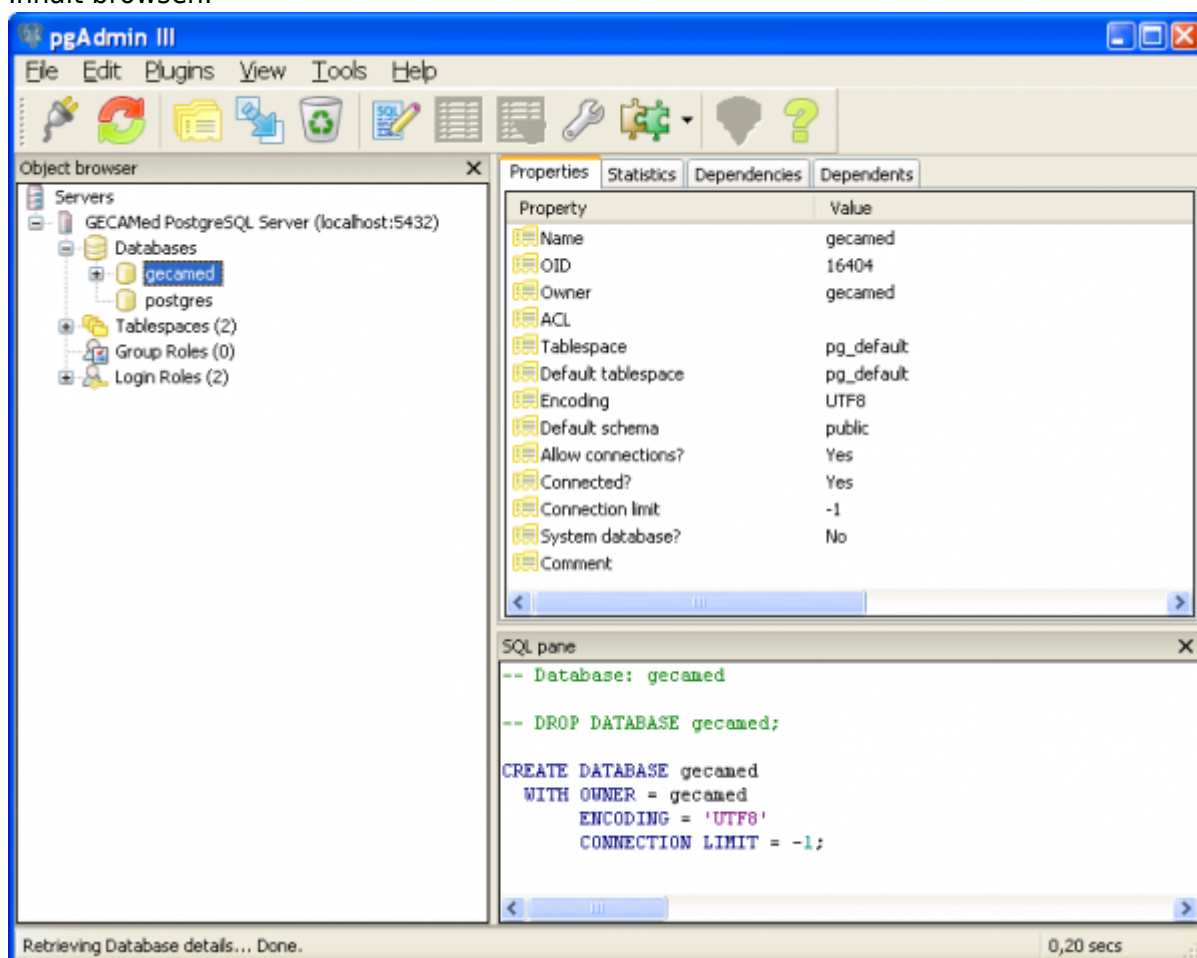 Inhalt browsen.
pgAdmin III
File Edit Plugins View Tools Help
SQL
Object browser
Servers
GECAMed PostgreSQL Server (localhost:5432)
Databases
gecamed
postgres
Tablespaces (2)
Group Roles (0)
Login Roles (2)
Properties Statistics Dependencies Dependents
Property Value
Name gecamed
OID 16404
Owner gecamed
ACL
Tablespace pg_default
Default tablespace pg_default
Encoding UTF8
Default schema public
Allow connections? Yes
Connected? Yes
Connection limit -1
System database? No
Comment
SQL pane
-- Database: gecamed
-- DROP DATABASE gecamed;
CREATE DATABASE gecamed
WITH OWNER = gecamed
ENCODING = 'UTF8'
CONNECTION LIMIT = -1;
Retrieving Database details... Done. 0,20 secs